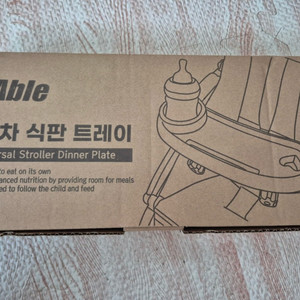 Able
차 식판 트레이
rsal Stroller Dinner Plate
to eat on its own
anced nutrition by providing room for meals
ed to follow the child and feed